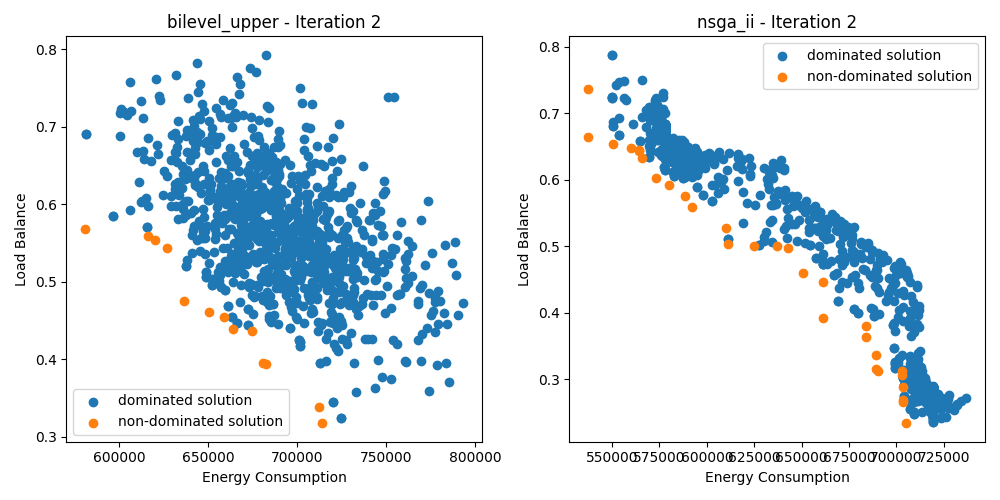 bilevel_upper - Iteration 2
0.8
0.7
0.6
0.5
0.4
0.3
Load Balance
dominated solution
non-dominated solution
600000 650000 700000 750000 800000
Energy Consumption
nsga_ii - Iteration 2
0.8
0.7
0.6
0.5
0.4
0.3
Load Balance
dominated solution
non-dominated solution
550000 575000 600000 625000 650000 675000 700000 725000
Energy Consumption